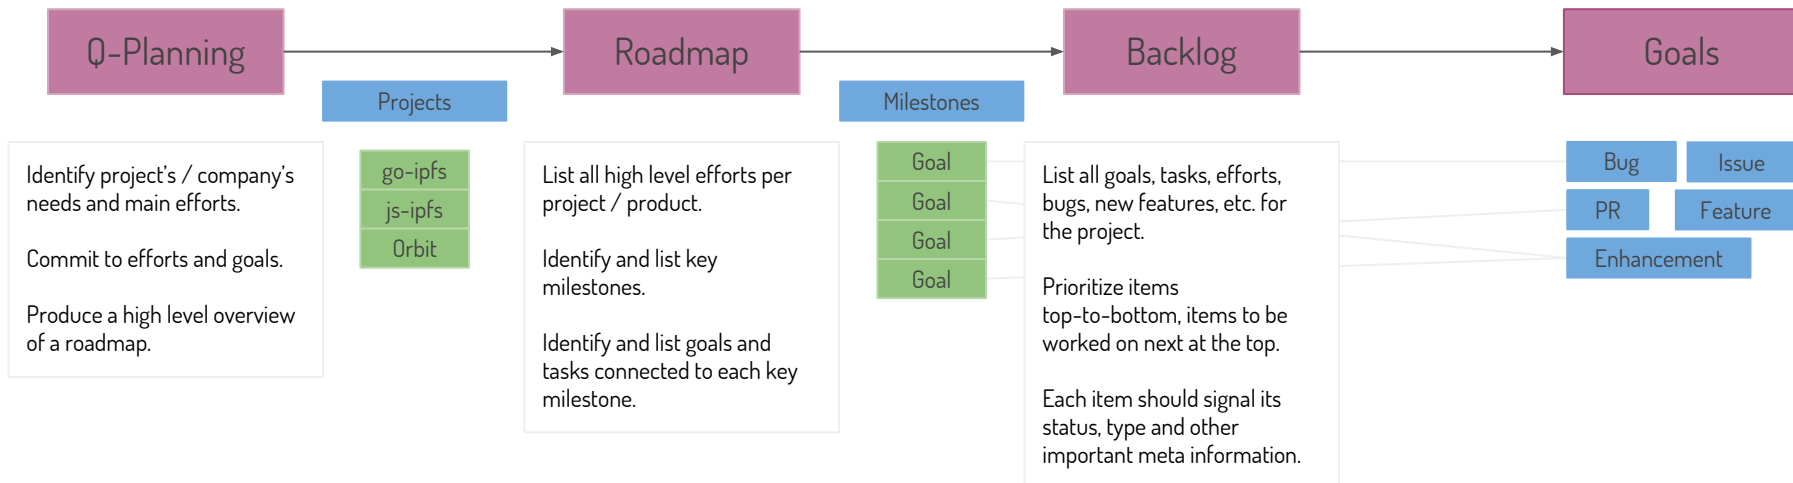 Q-Planning
Roadmap
Backlog
Goals
Projects
Milestones
Identify project's / company's
needs and main efforts.
Commit to efforts and goals.
Produce a high level overview
of a roadmap.
go-ipfs
js-ipfs
Orbit
List all high level efforts per
project / product.
Identify and list key
milestones.
Identify and list goals and
tasks connected to each key
milestone.
Goal
Goal
Goal
Goal
List all goals, tasks, efforts,
bugs, new features, etc. for
the project.
Prioritize items
top-to-bottom, items to be
worked on next at the top.
Each item should signal its
status, type and other
important meta information.
Bug
Issue
PR
Feature
Enhancement